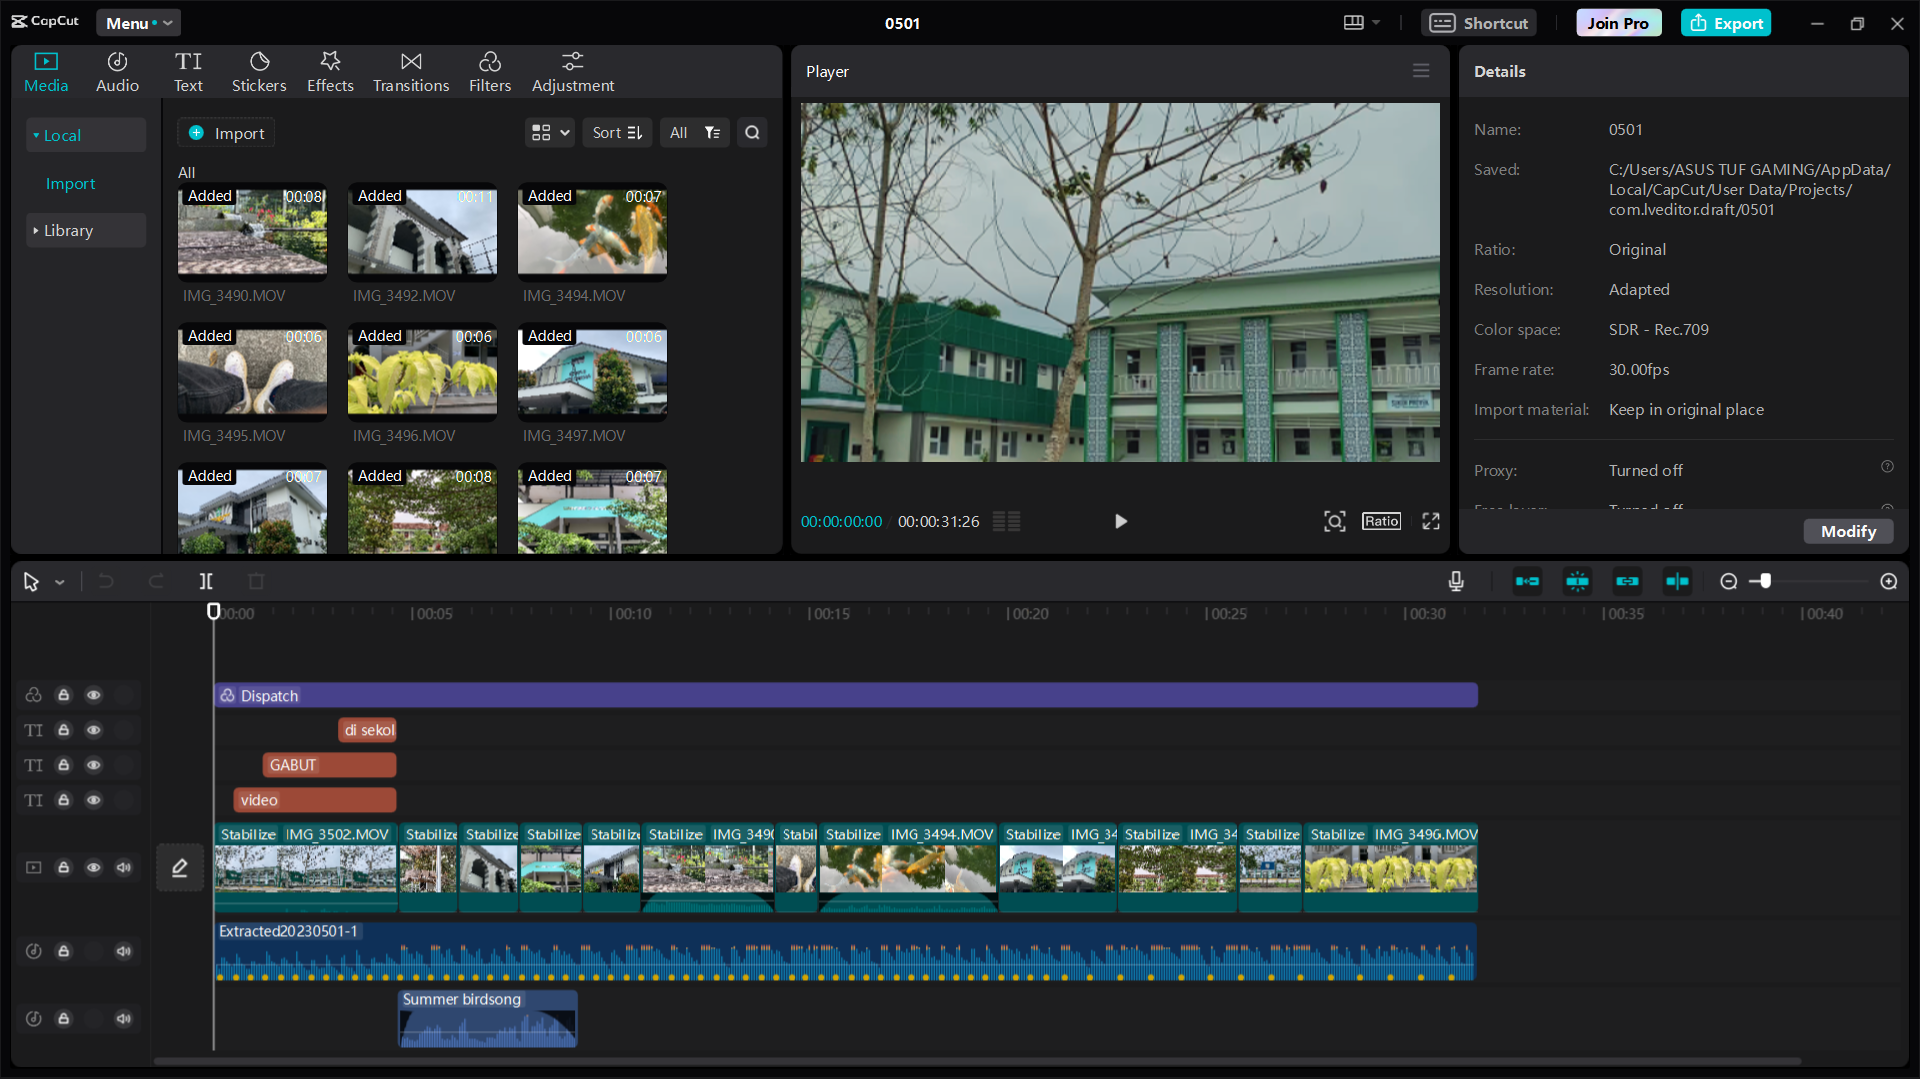 CapCut
Menu
0501
Shortcut
Join Pro
Export
Media
Audio
Text
Stickers
Effects
Transitions
Filters
Adjustment
Local
Import
Library
Import
Sort
All
All
Added 00:08
Added 00:11
Added 00:07
IMG_3490.MOV
IMG_3492.MOV
IMG_3494.MOV
Added 00:06
Added 00:06
Added 00:06
IMG_3495.MOV
IMG_3496.MOV
IMG_3497.MOV
Added 00:07
Added 00:08
Added 00:07
Player
00:00:00:00 / 00:00:31:26
Ratio
Details
Name: 0501
Saved: C:/Users/ASUS TUF GAMING/AppData/
Local/CapCut/User Data/Projects/
com.lveditor.draft/0501
Ratio: Original
Resolution: Adapted
Color space: SDR - Rec.709
Frame rate: 30.00fps
Import material: Keep in original place
Proxy: Turned off
Modify
00:00
00:05
00:10
00:15
00:20
00:25
00:30
00:35
00:40
Dispatch
TI di sekol
TI GABUT
TI video
Stabilize IMG_3502.MOV
Stabilize
Stabilize
Stabilize
Stabilize
Stabilize IMG_3490
Stabil
Stabilize IMG_3494.MOV
Stabilize IMG_34
Stabilize IMG_34
Stabilize
Stabilize IMG_3496.MOV
Extracted20230501-1
Summer birdsong